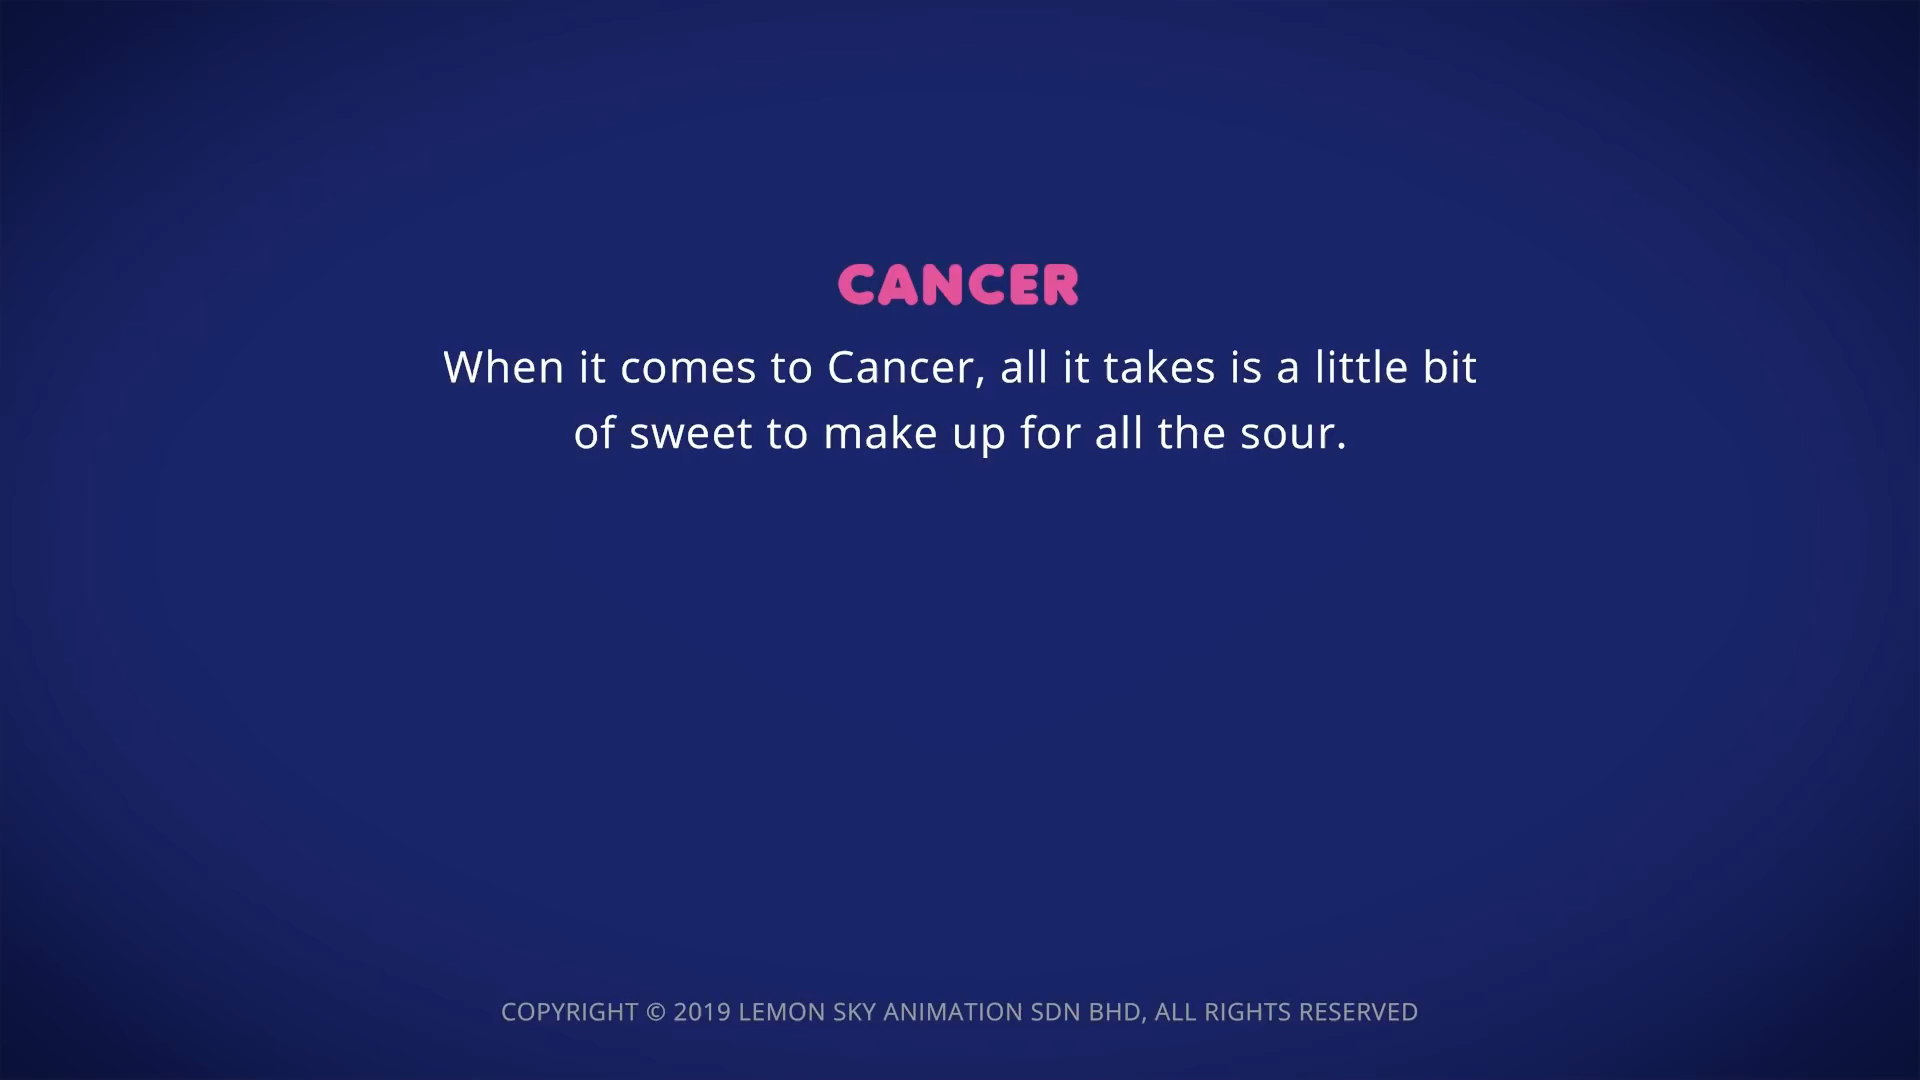 CANCER
When it comes to Cancer, all it takes is a little bit
of sweet to make up for all the sour.
COPYRIGHT © 2019 LEMON SKY ANIMATION SDN BHD, ALL RIGHTS RESERVED